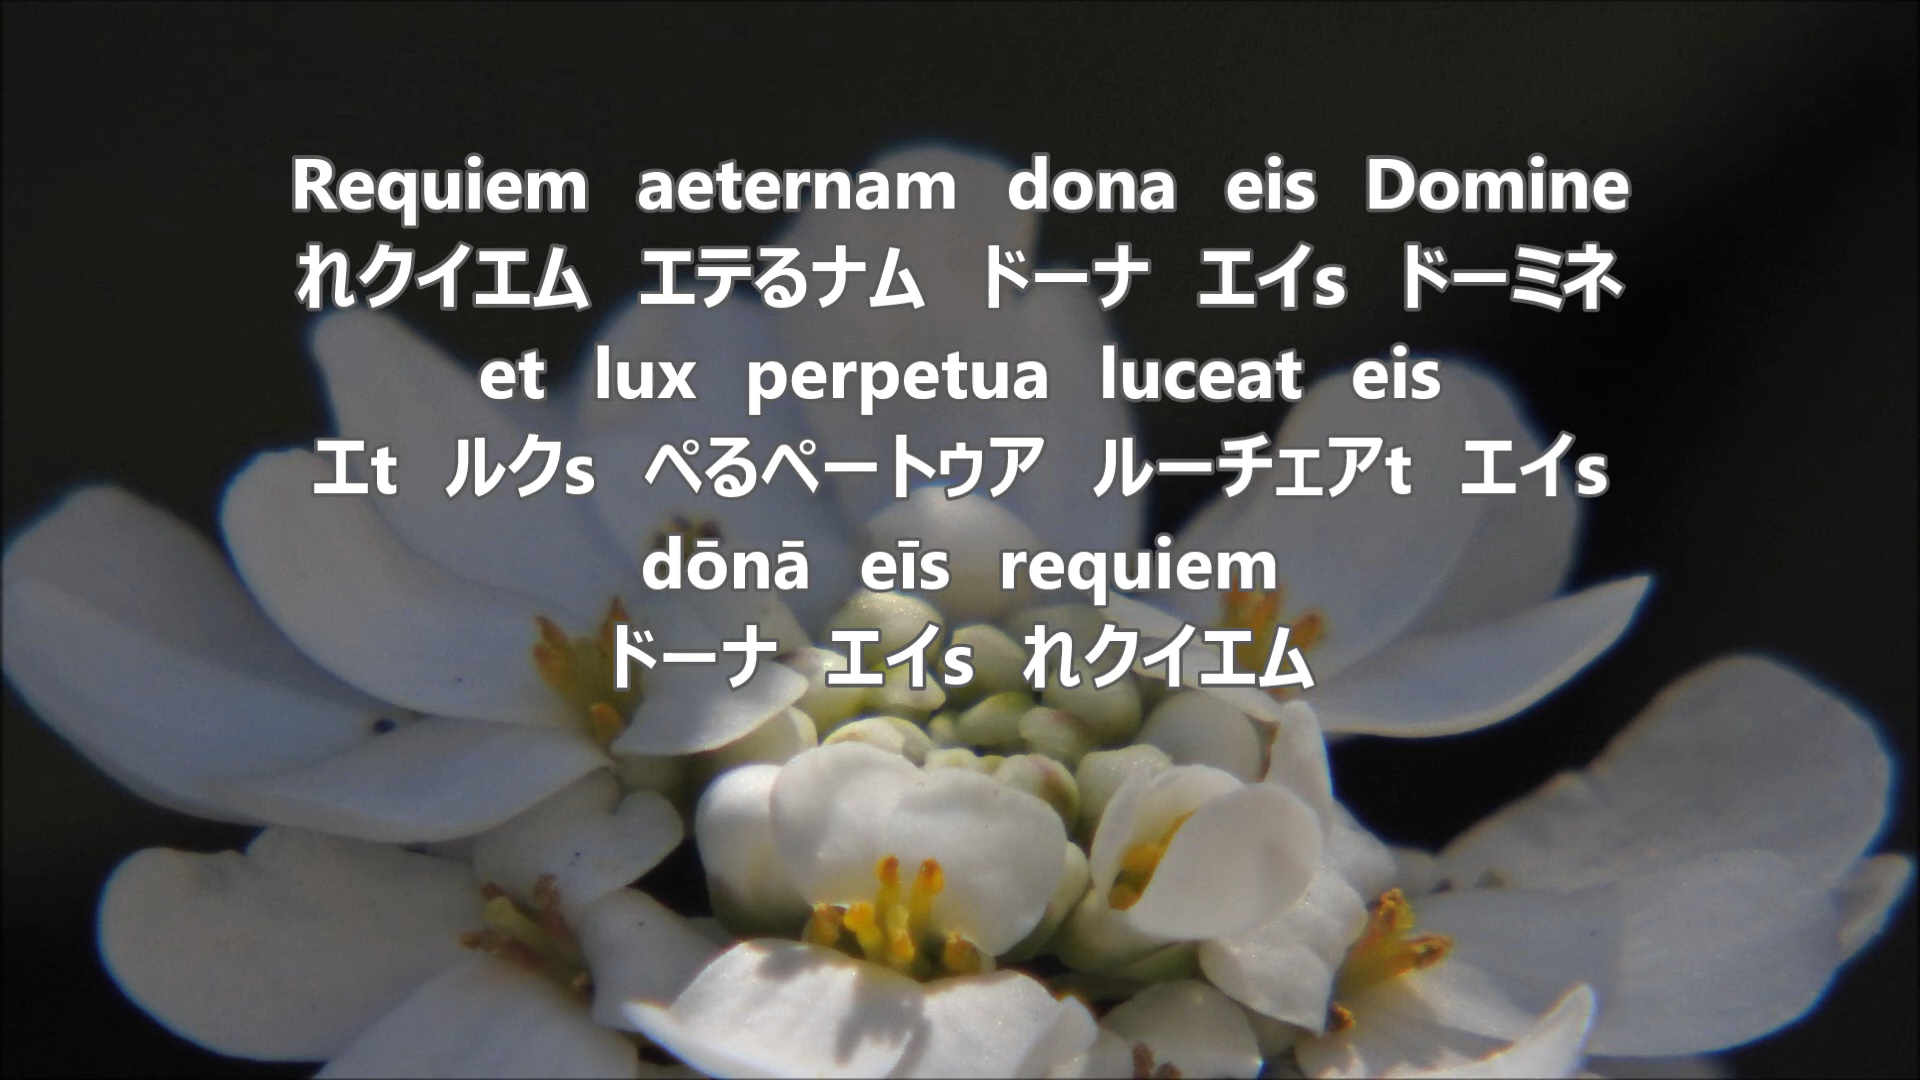 Requiem aeternam dona eis Domine
れクイエム エテるナム ドーナ エイs ドーミネ
et lux perpetua luceat eis
エt ルクs ぺるペートゥア ルーチェアt エイs
dōnā eīs requiem
ドーナ エイs れクイエム